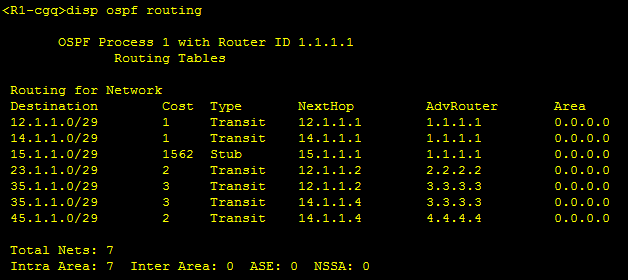 <R1-cgq>disp ospf routing
OSPF Process 1 with Router ID 1.1.1.1
Routing Tables
Routing for Network
Destination Cost Type NextHop AdvRouter Area
12.1.1.0/29 1 Transit 12.1.1.1 1.1.1.1 0.0.0.0
14.1.1.0/29 1 Transit 14.1.1.1 1.1.1.1 0.0.0.0
15.1.1.0/29 1562 Stub 15.1.1.1 1.1.1.1 0.0.0.0
23.1.1.0/29 2 Transit 12.1.1.2 2.2.2.2 0.0.0.0
35.1.1.0/29 3 Transit 12.1.1.2 3.3.3.3 0.0.0.0
35.1.1.0/29 3 Transit 14.1.1.4 3.3.3.3 0.0.0.0
45.1.1.0/29 2 Transit 14.1.1.4 4.4.4.4 0.0.0.0
Total Nets: 7
Intra Area: 7 Inter Area: 0 ASE: 0 NSSA: 0